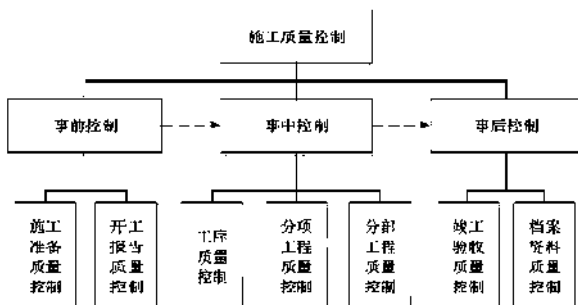 施工质量控制
事前控制
事中控制
事后控制
施工
准备
质量
控制
开工
报告
质量
控制
工序
质量
控制
分项
工程
质量
控制
分部
工程
质量
控制
竣工
验收
质量
控制
档案
资料
质量
控制